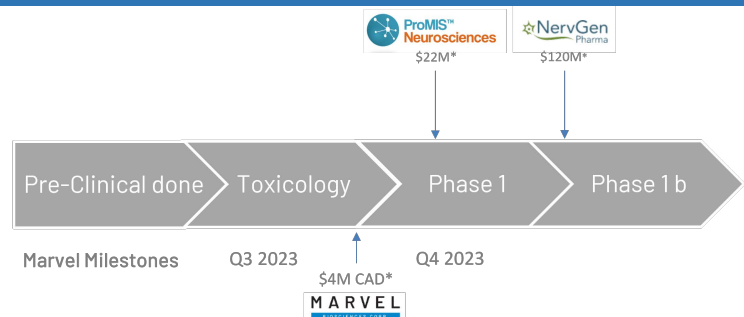 ProMIS™
Neurosciences
NervGen
Pharma
$22M*
$120M*
Pre-Clinical done
Toxicology
Phase 1
Phase 1 b
Marvel Milestones
Q3 2023
Q4 2023
$4M CAD*
MARVEL